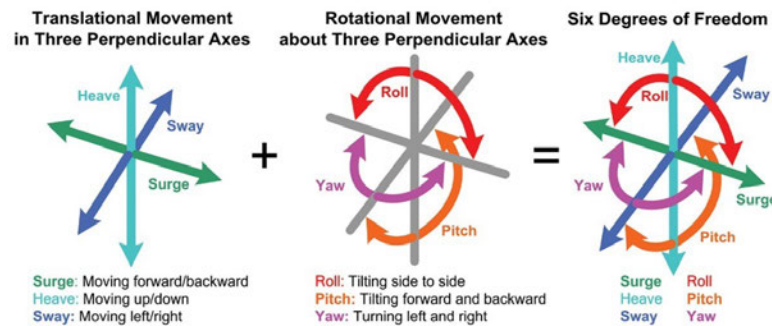 Translational Movement
in Three Perpendicular Axes
Heave
Sway
Surge
Surge: Moving forward/backward
Heave: Moving up/down
Sway: Moving left/right
+
Rotational Movement
about Three Perpendicular Axes
Roll
Yaw
Pitch
Roll: Tilting side to side
Pitch: Tilting forward and backward
Yaw: Turning left and right
=
Six Degrees of Freedom
Heave
Sway
Roll
Yaw
Surge
Pitch
Surge Roll
Heave Pitch
Sway Yaw